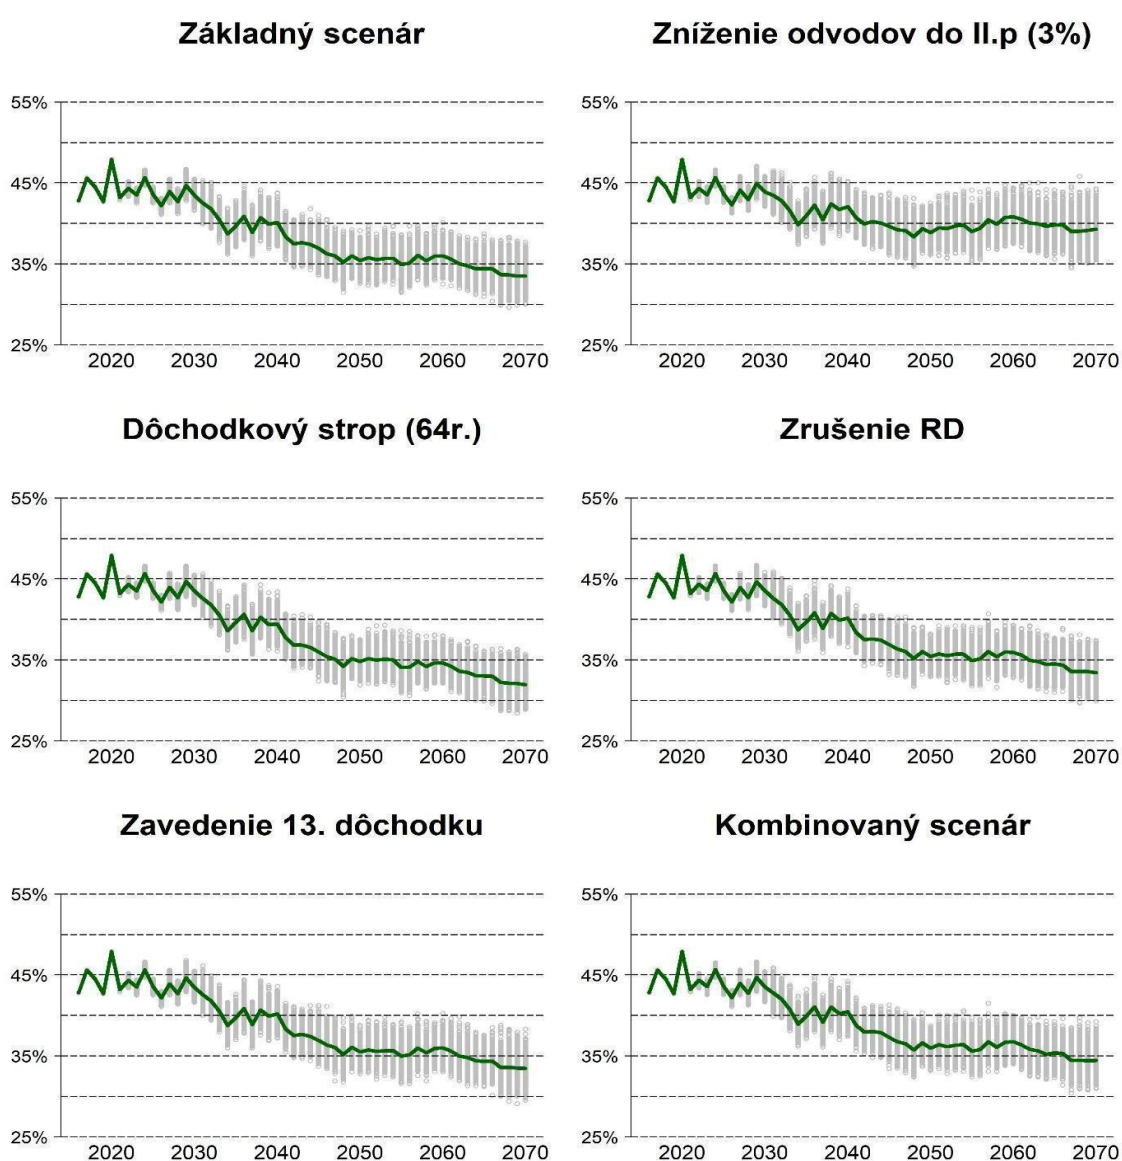 Základný scenár
55%
45%
35%
25%
2020 2030 2040 2050 2060 2070
Zníženie odvodov do II.p (3%)
55%
45%
35%
25%
2020 2030 2040 2050 2060 2070
Dôchodkový strop (64r.)
55%
45%
35%
25%
2020 2030 2040 2050 2060 2070
Zrušenie RD
55%
45%
35%
25%
2020 2030 2040 2050 2060 2070
Zavedenie 13. dôchodku
55%
45%
35%
25%
2020 2030 2040 2050 2060 2070
Kombinovaný scenár
55%
45%
35%
25%
2020 2030 2040 2050 2060 2070